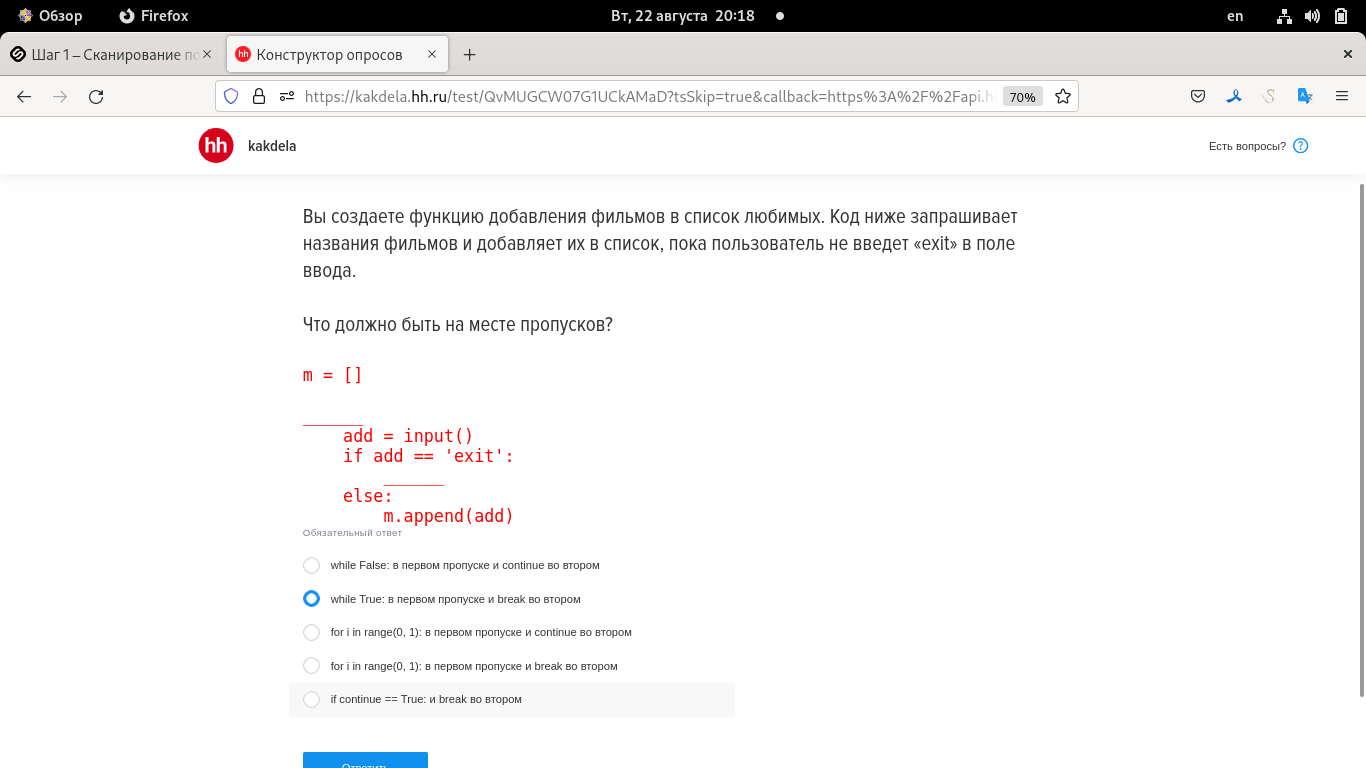 Обзор Firefox Вт, 22 августа 20:18 en
Шаг 1 – Сканирование по Конструктор опросов
https://kakdela.hh.ru/test/QvMUGCW07G1UCkAMaD?tsSkip=true&callback=https%3A%2F%2Fapi.h 70%
hh kakdela Есть вопросы? ?
Вы создаете функцию добавления фильмов в список любимых. Код ниже запрашивает
названия фильмов и добавляет их в список, пока пользователь не введет «exit» в поле
ввода.
Что должно быть на месте пропусков?
m = []
______
add = input()
if add == 'exit':
______
else:
m.append(add)
Обязательный ответ
while False: в первом пропуске и continue во втором
while True: в первом пропуске и break во втором
for i in range(0, 1): в первом пропуске и continue во втором
for i in range(0, 1): в первом пропуске и break во втором
if continue == True: и break во втором
Ответить